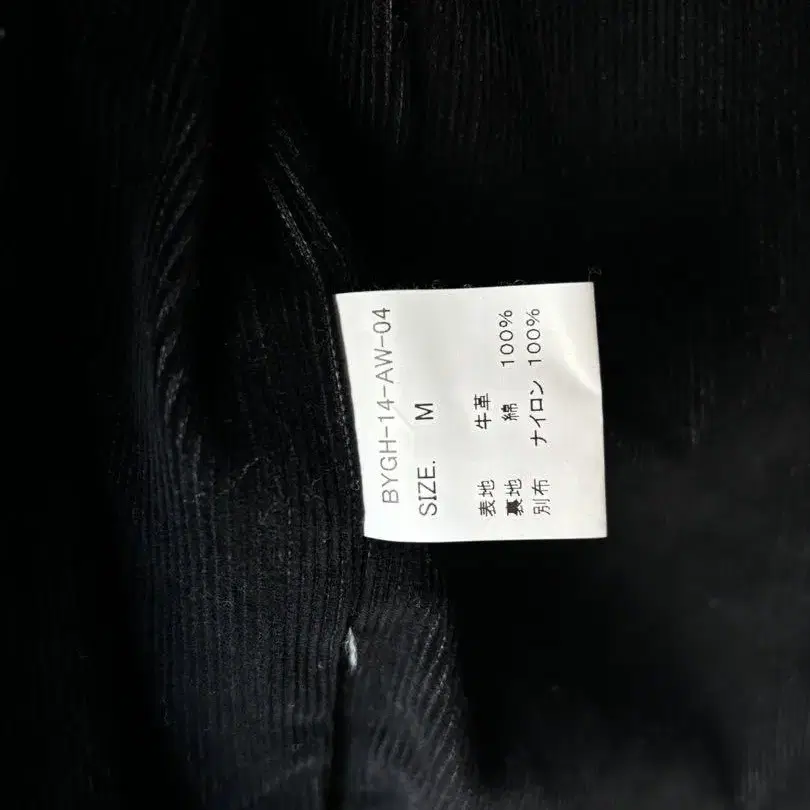 BYGH-14-AW-04
SIZE. M
表地 牛革
裏地 綿 100%
別布 ナイロン 100%